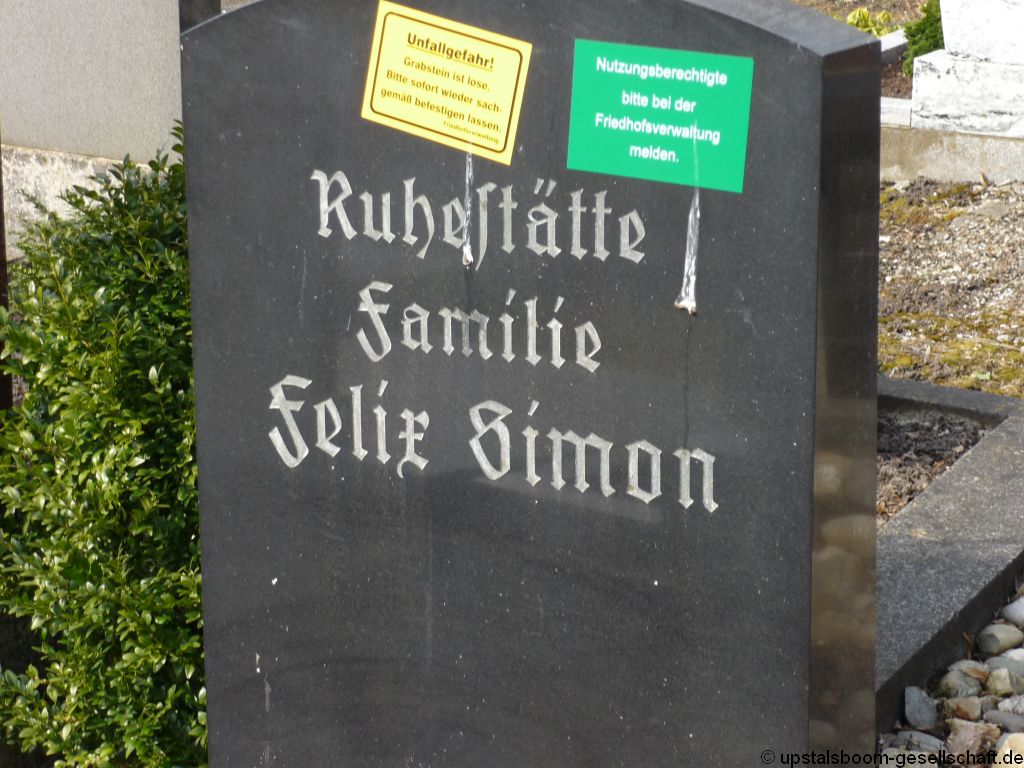 Unfallgefahr!
Grabstein ist lose.
Bitte sofort wieder sach-
gemäß befestigen lassen.
Friedhofsverwaltung
Nutzungsberechtigte
bitte bei der
Friedhofsverwaltung
melden.
Ruhestätte
Familie
Felix Simon
© upstalsboom-gesellschaft.de